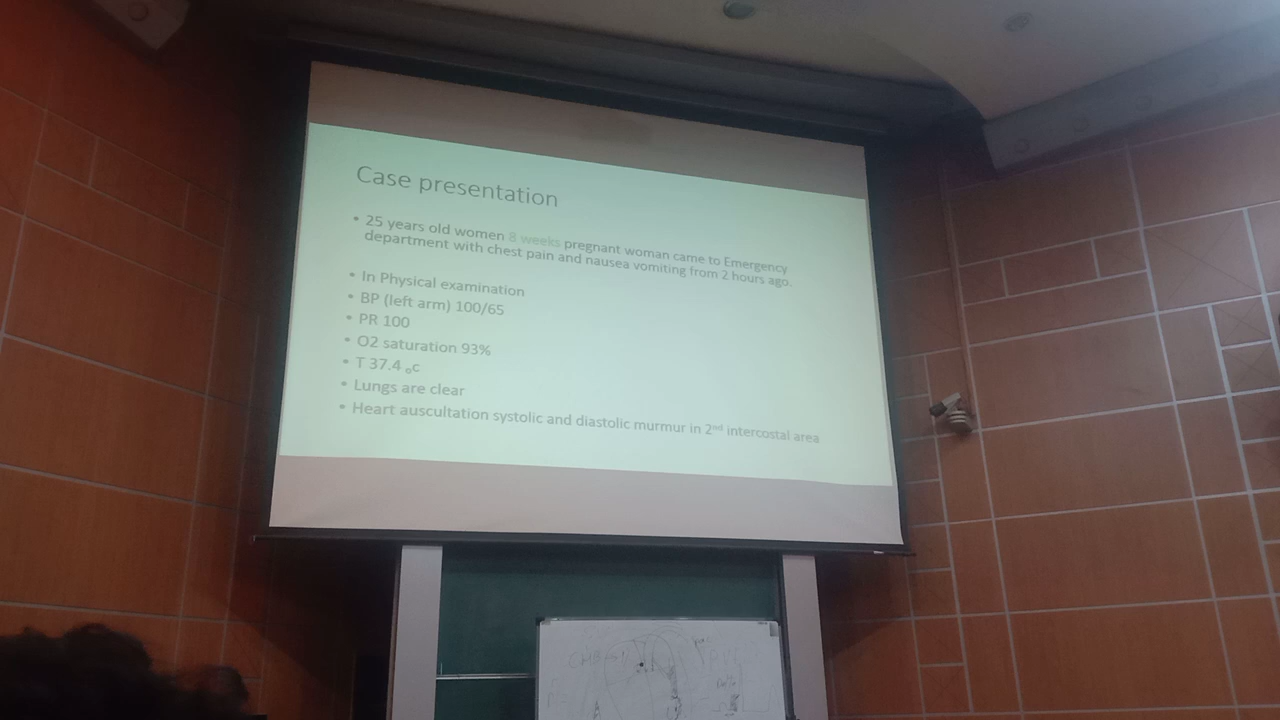 Case presentation
• 25 years old women 8 weeks pregnant woman came to Emergency
department with chest pain and nausea vomiting from 2 hours ago.
• In Physical examination
• BP (left arm) 100/65
• PR 100
• O2 saturation 93%
• T 37.4 ₒc
• Lungs are clear
• Heart auscultation systolic and diastolic murmur in 2ⁿᵈ intercostal area